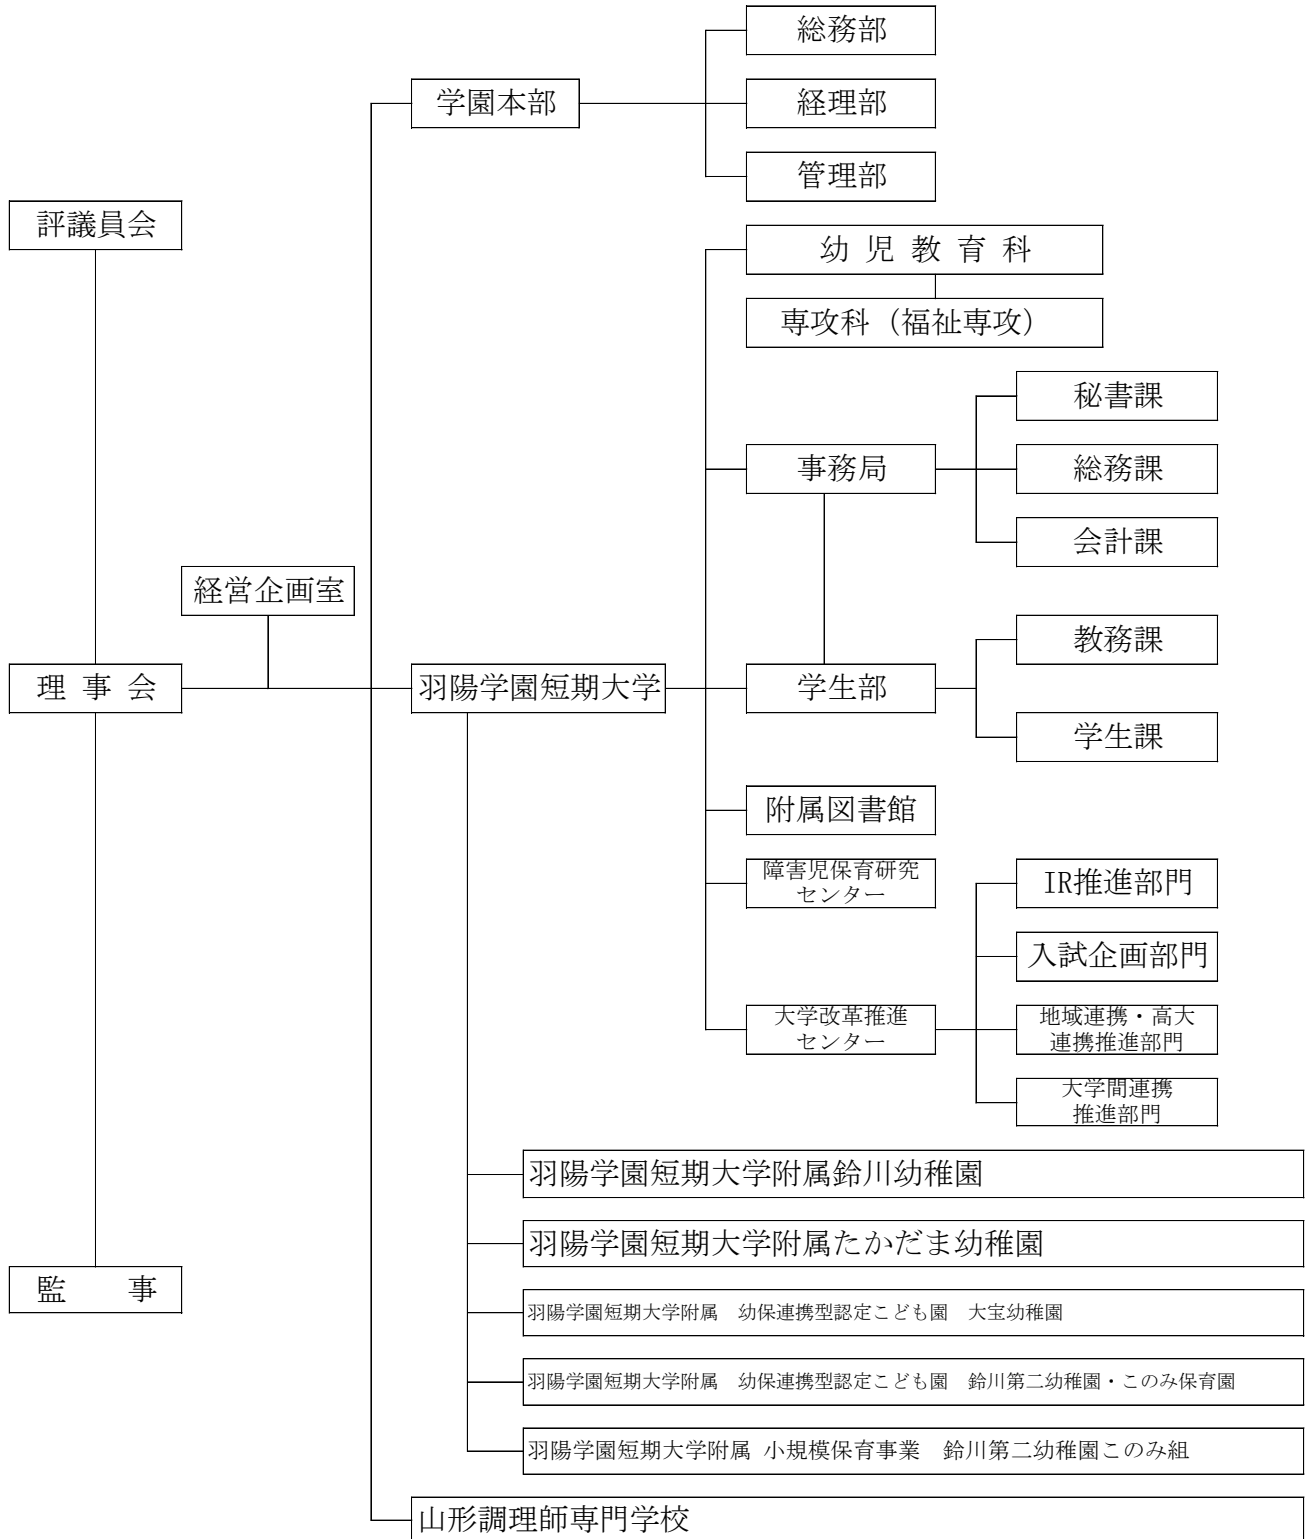 総務部
学園本部
経理部
管理部
評議員会
幼 児 教 育 科
専攻科（福祉専攻）
秘書課
事務局
総務課
会計課
経営企画室
教務課
理 事 会
羽陽学園短期大学
学生部
学生課
附属図書館
障害児保育研究
センター
IR推進部門
入試企画部門
大学改革推進
センター
地域連携・高大
連携推進部門
大学間連携
推進部門
羽陽学園短期大学附属鈴川幼稚園
羽陽学園短期大学附属たかだま幼稚園
監　　事
羽陽学園短期大学附属　幼保連携型認定こども園　大宝幼稚園
羽陽学園短期大学附属　幼保連携型認定こども園　鈴川第二幼稚園・このみ保育園
羽陽学園短期大学附属 小規模保育事業　鈴川第二幼稚園このみ組
山形調理師専門学校